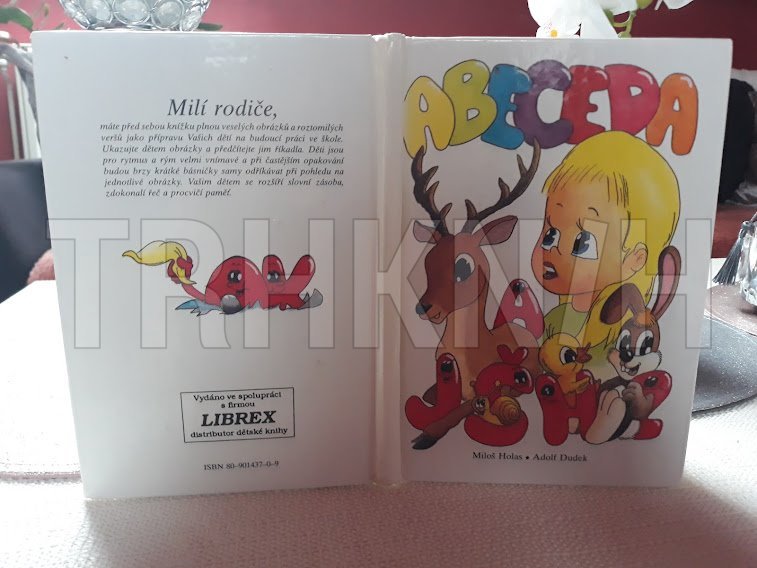 Milí rodiče,
máte před sebou knížku plnou veselých obrázků a roztomilých
veršů jako přípravu Vašich dětí na budoucí práci ve škole.
Ukazujte dětem obrázky a předčítejte jim říkadla. Děti jsou
pro rytmus a rým velmi vnímavé a při častějším opakování
budou brzy krátké básničky samy odříkávat při pohledu na
jednotlivé obrázky. Vašim dětem se rozšíří slovní zásoba,
zdokonalí řeč a procvičí paměť.
Vydáno ve spolupráci
s firmou
LIBREX
distributor dětské knihy
ISBN 80-901437-0-9
ABECEDA
A
Miloš Holas • Adolf Dudek
TRHKNIH